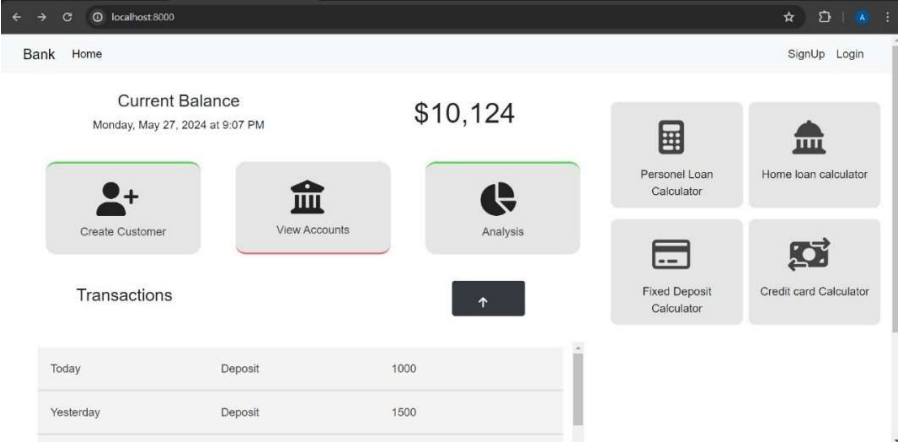 localhost:8000
A
Bank Home
SignUp Login
Current Balance
Monday, May 27, 2024 at 9:07 PM
$10,124
Create Customer
View Accounts
Analysis
Personel Loan
Calculator
Home loan calculator
Fixed Deposit
Calculator
Credit card Calculator
Transactions
Today Deposit 1000
Yesterday Deposit 1500